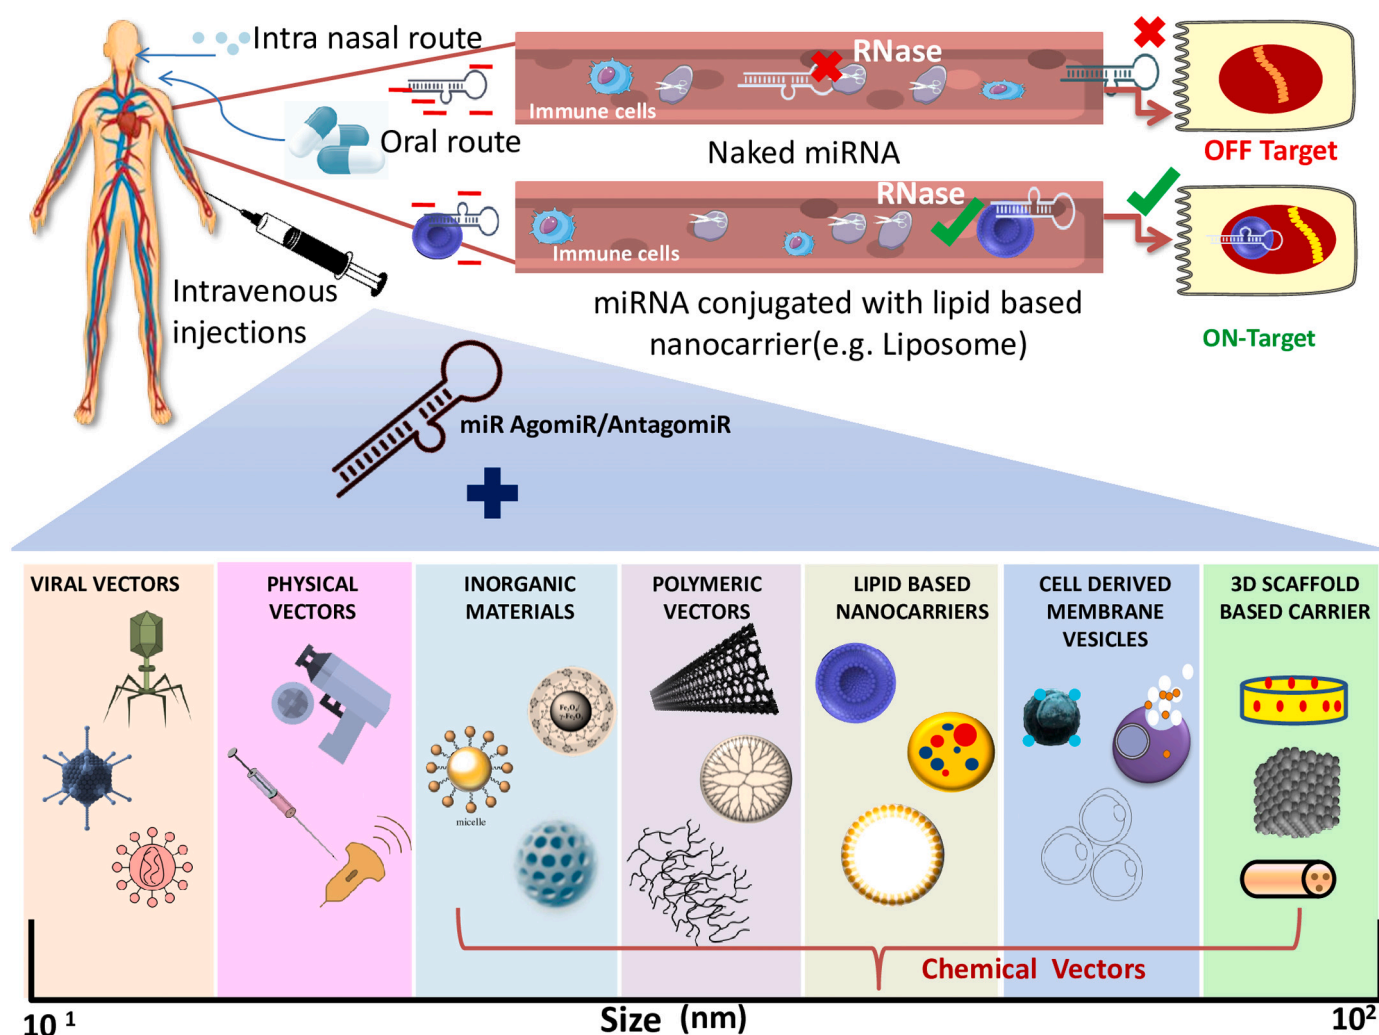 Intra nasal route
Oral route
Intravenous
injections
RNase
Immune cells
Naked miRNA
OFF Target
RNase
Immune cells
miRNA conjugated with lipid based
nanocarrier(e.g. Liposome)
ON-Target
miR AgomiR/AntagomiR
VIRAL VECTORS
PHYSICAL
VECTORS
INORGANIC
MATERIALS
Fe₃O₄/
γ-Fe₂O₃
micelle
POLYMERIC
VECTORS
LIPID BASED
NANOCARRIERS
CELL DERIVED
MEMBRANE
VESICLES
3D SCAFFOLD
BASED CARRIER
Chemical Vectors
10 ¹
Size (nm)
10²